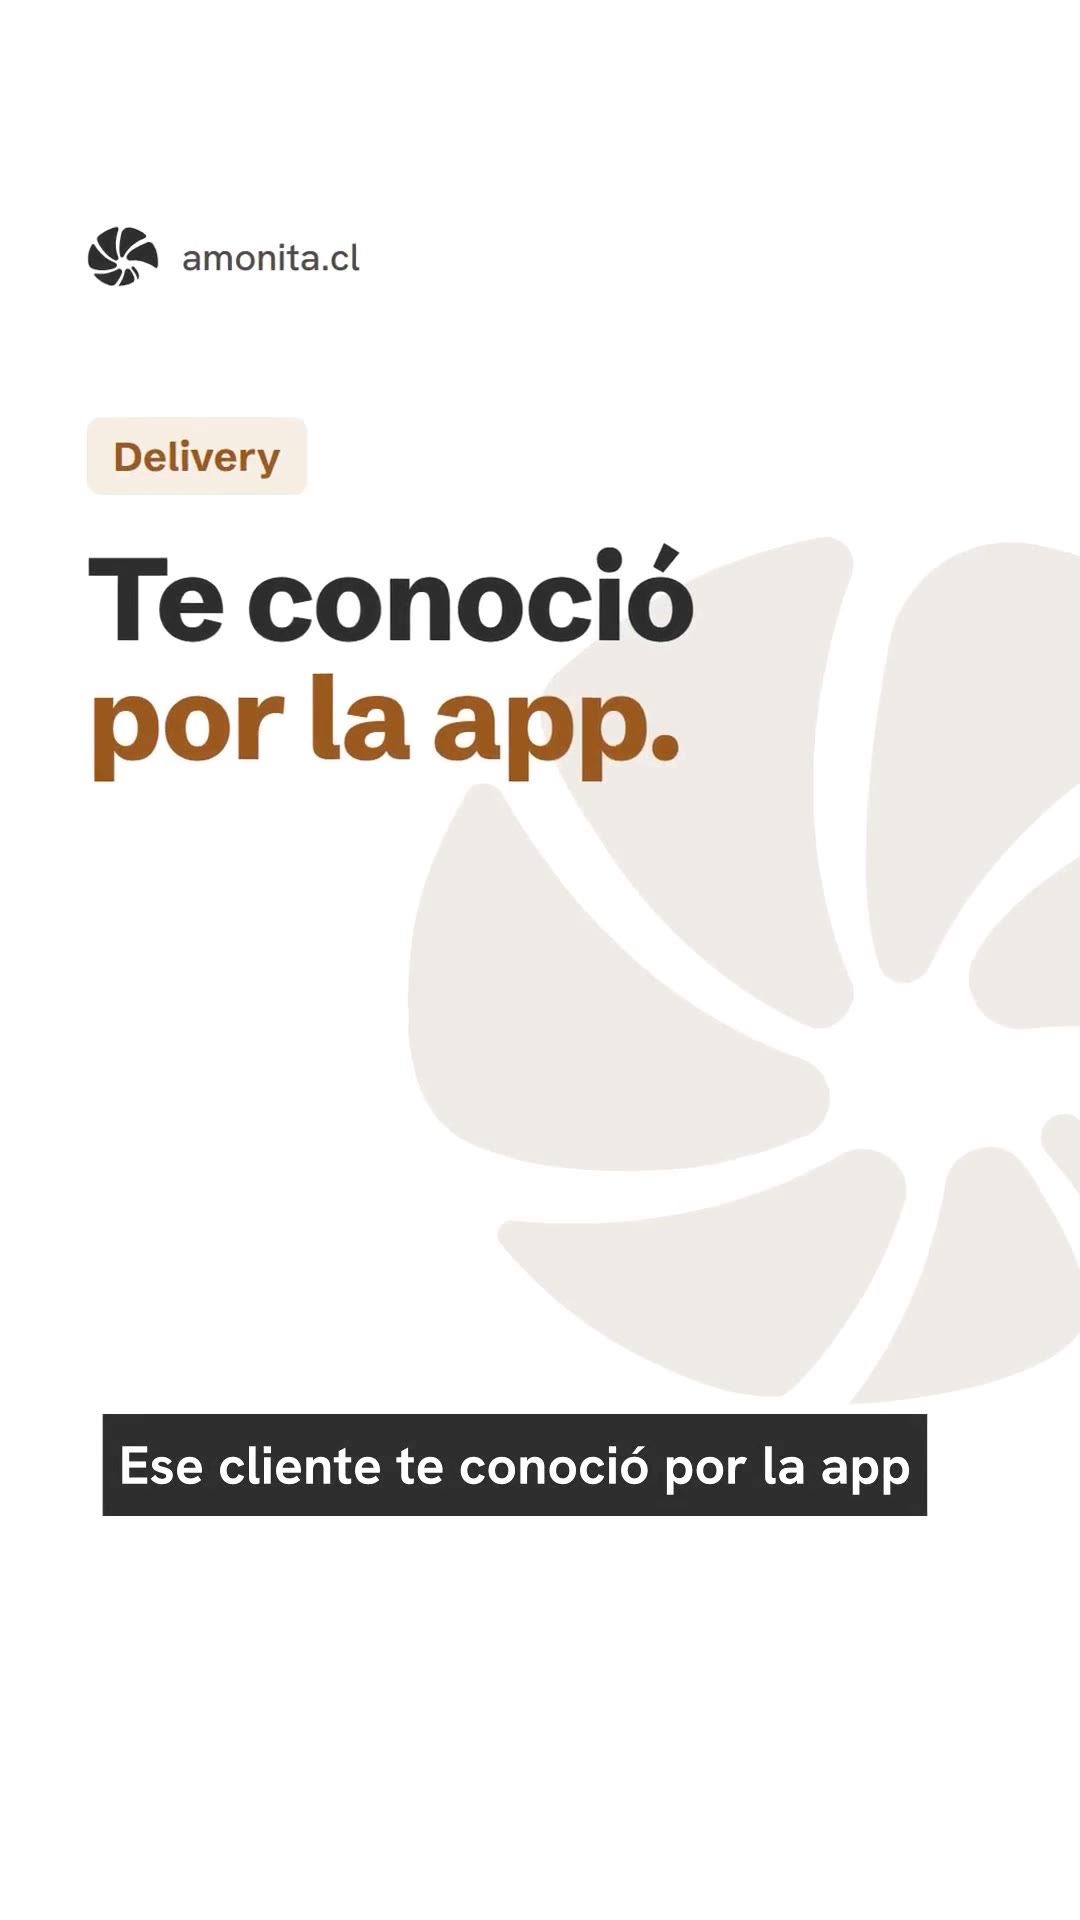 amonita.cl
Delivery
Te conoció
por la app.
Ese cliente te conoció por la app